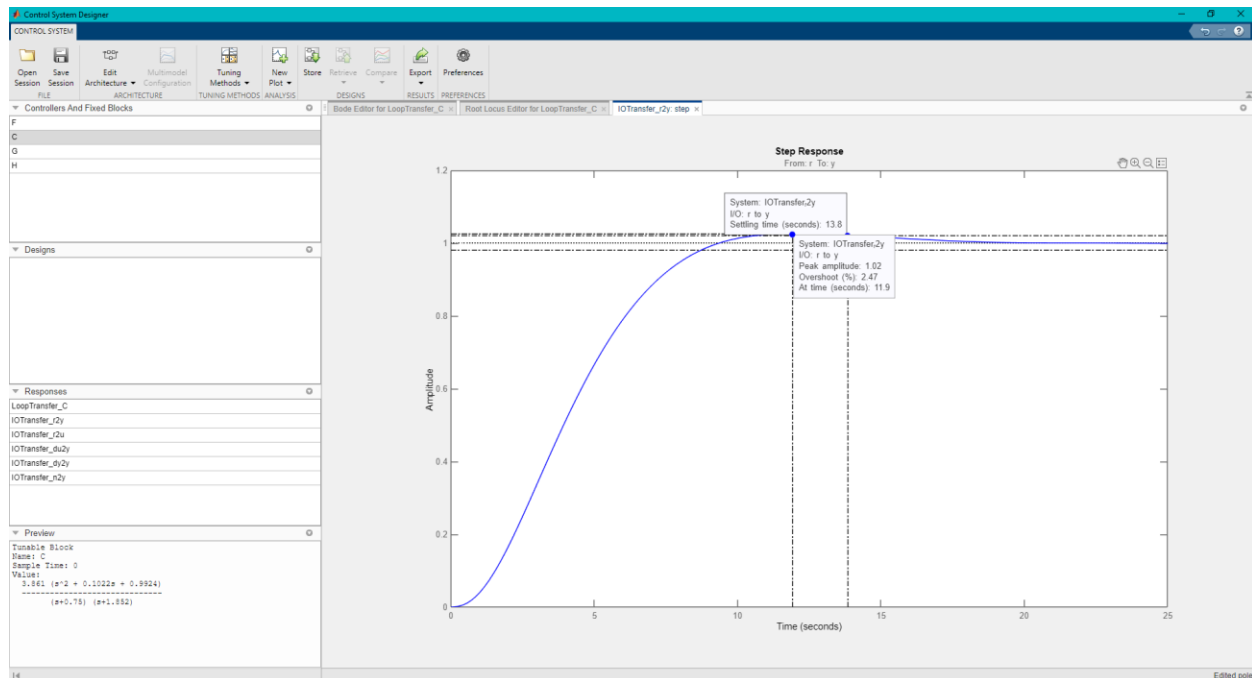 Control System Designer
CONTROL SYSTEM
Open Session
Save Session
Edit Architecture
Multimodel Configuration
Tuning Methods
New Plot
Store
Retrieve
Compare
Export
Preferences
FILE
ARCHITECTURE
TUNING METHODS
ANALYSIS
DESIGNS
RESULTS
PREFERENCES
Controllers And Fixed Blocks
F
C
G
H
Designs
Responses
LoopTransfer_C
IOTransfer_r2y
IOTransfer_r2u
IOTransfer_du2y
IOTransfer_dy2y
IOTransfer_n2y
Preview
Tunable Block
Name: C
Sample Time: 0
Value:
3.861 (s^2 + 0.1022s + 0.9924)
------------------------------
(s+0.75) (s+1.852)
Bode Editor for LoopTransfer_C
Root Locus Editor for LoopTransfer_C
IOTransfer_r2y: step
Step Response
From: r To: y
System: IOTransfer_r2y
I/O: r to y
Settling time (seconds): 13.8
System: IOTransfer_r2y
I/O: r to y
Peak amplitude: 1.02
Overshoot (%): 2.47
At time (seconds): 11.9
Amplitude
1.2
1
0.8
0.6
0.4
0.2
0
0 5 10 15 20 25
Time (seconds)
Edited pole